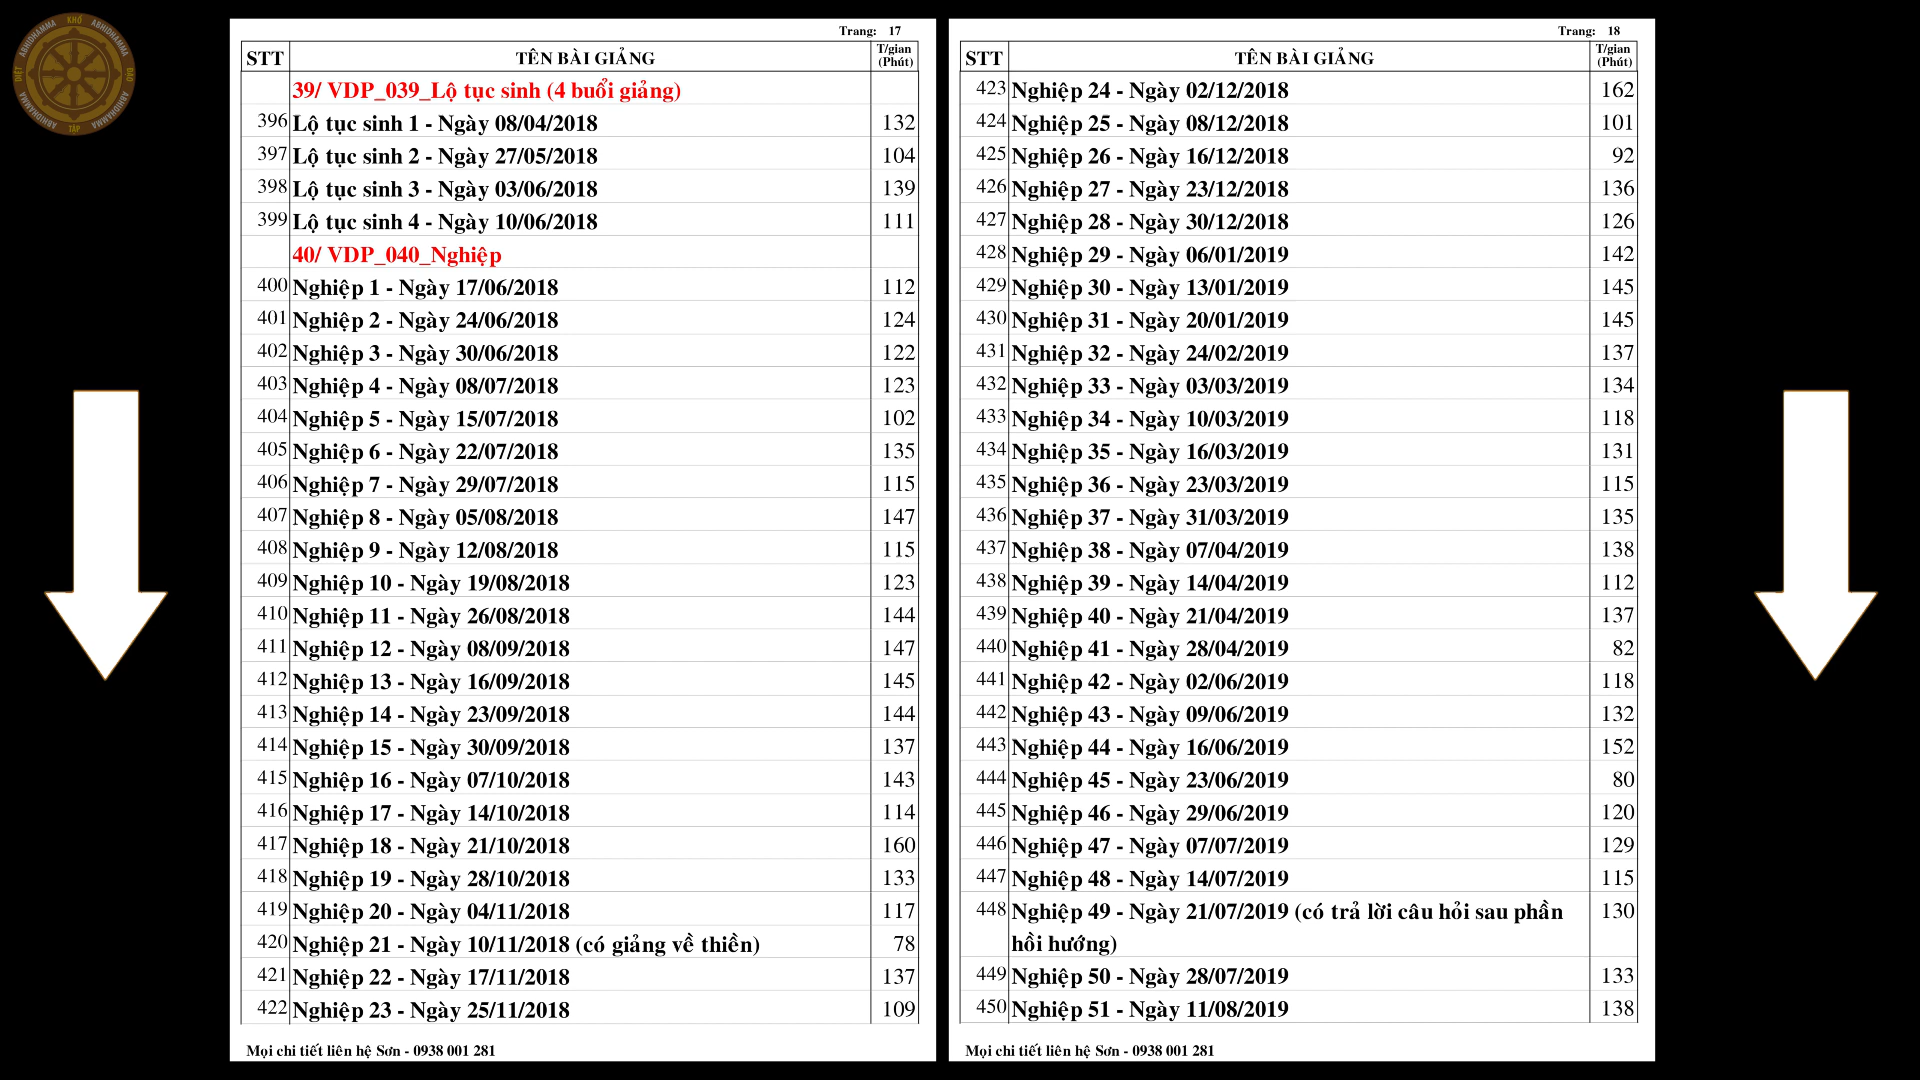 KHỔ
ABHIDHAMMA
ĐẠO
ABHIDHAMMA
TẬP
ABHIDHAMMA
DIỆT
ABHIDHAMMA
Trang: 17
STT TÊN BÀI GIẢNG T/gian (Phút)
39/ VDP_039_Lộ tục sinh (4 buổi giảng)
396 Lộ tục sinh 1 - Ngày 08/04/2018 132
397 Lộ tục sinh 2 - Ngày 27/05/2018 104
398 Lộ tục sinh 3 - Ngày 03/06/2018 139
399 Lộ tục sinh 4 - Ngày 10/06/2018 111
40/ VDP_040_Nghiệp
400 Nghiệp 1 - Ngày 17/06/2018 112
401 Nghiệp 2 - Ngày 24/06/2018 124
402 Nghiệp 3 - Ngày 30/06/2018 122
403 Nghiệp 4 - Ngày 08/07/2018 123
404 Nghiệp 5 - Ngày 15/07/2018 102
405 Nghiệp 6 - Ngày 22/07/2018 135
406 Nghiệp 7 - Ngày 29/07/2018 115
407 Nghiệp 8 - Ngày 05/08/2018 147
408 Nghiệp 9 - Ngày 12/08/2018 115
409 Nghiệp 10 - Ngày 19/08/2018 123
410 Nghiệp 11 - Ngày 26/08/2018 144
411 Nghiệp 12 - Ngày 08/09/2018 147
412 Nghiệp 13 - Ngày 16/09/2018 145
413 Nghiệp 14 - Ngày 23/09/2018 144
414 Nghiệp 15 - Ngày 30/09/2018 137
415 Nghiệp 16 - Ngày 07/10/2018 143
416 Nghiệp 17 - Ngày 14/10/2018 114
417 Nghiệp 18 - Ngày 21/10/2018 160
418 Nghiệp 19 - Ngày 28/10/2018 133
419 Nghiệp 20 - Ngày 04/11/2018 117
420 Nghiệp 21 - Ngày 10/11/2018 (có giảng về thiền) 78
421 Nghiệp 22 - Ngày 17/11/2018 137
422 Nghiệp 23 - Ngày 25/11/2018 109
Mọi chi tiết liên hệ Sơn - 0938 001 281
Trang: 18
STT TÊN BÀI GIẢNG T/gian (Phút)
423 Nghiệp 24 - Ngày 02/12/2018 162
424 Nghiệp 25 - Ngày 08/12/2018 101
425 Nghiệp 26 - Ngày 16/12/2018 92
426 Nghiệp 27 - Ngày 23/12/2018 136
427 Nghiệp 28 - Ngày 30/12/2018 126
428 Nghiệp 29 - Ngày 06/01/2019 142
429 Nghiệp 30 - Ngày 13/01/2019 145
430 Nghiệp 31 - Ngày 20/01/2019 145
431 Nghiệp 32 - Ngày 24/02/2019 137
432 Nghiệp 33 - Ngày 03/03/2019 134
433 Nghiệp 34 - Ngày 10/03/2019 118
434 Nghiệp 35 - Ngày 16/03/2019 131
435 Nghiệp 36 - Ngày 23/03/2019 115
436 Nghiệp 37 - Ngày 31/03/2019 135
437 Nghiệp 38 - Ngày 07/04/2019 138
438 Nghiệp 39 - Ngày 14/04/2019 112
439 Nghiệp 40 - Ngày 21/04/2019 137
440 Nghiệp 41 - Ngày 28/04/2019 82
441 Nghiệp 42 - Ngày 02/06/2019 118
442 Nghiệp 43 - Ngày 09/06/2019 132
443 Nghiệp 44 - Ngày 16/06/2019 152
444 Nghiệp 45 - Ngày 23/06/2019 80
445 Nghiệp 46 - Ngày 29/06/2019 120
446 Nghiệp 47 - Ngày 07/07/2019 129
447 Nghiệp 48 - Ngày 14/07/2019 115
448 Nghiệp 49 - Ngày 21/07/2019 (có trả lời câu hỏi sau phần 130
hồi hướng)
449 Nghiệp 50 - Ngày 28/07/2019 133
450 Nghiệp 51 - Ngày 11/08/2019 138
Mọi chi tiết liên hệ Sơn - 0938 001 281